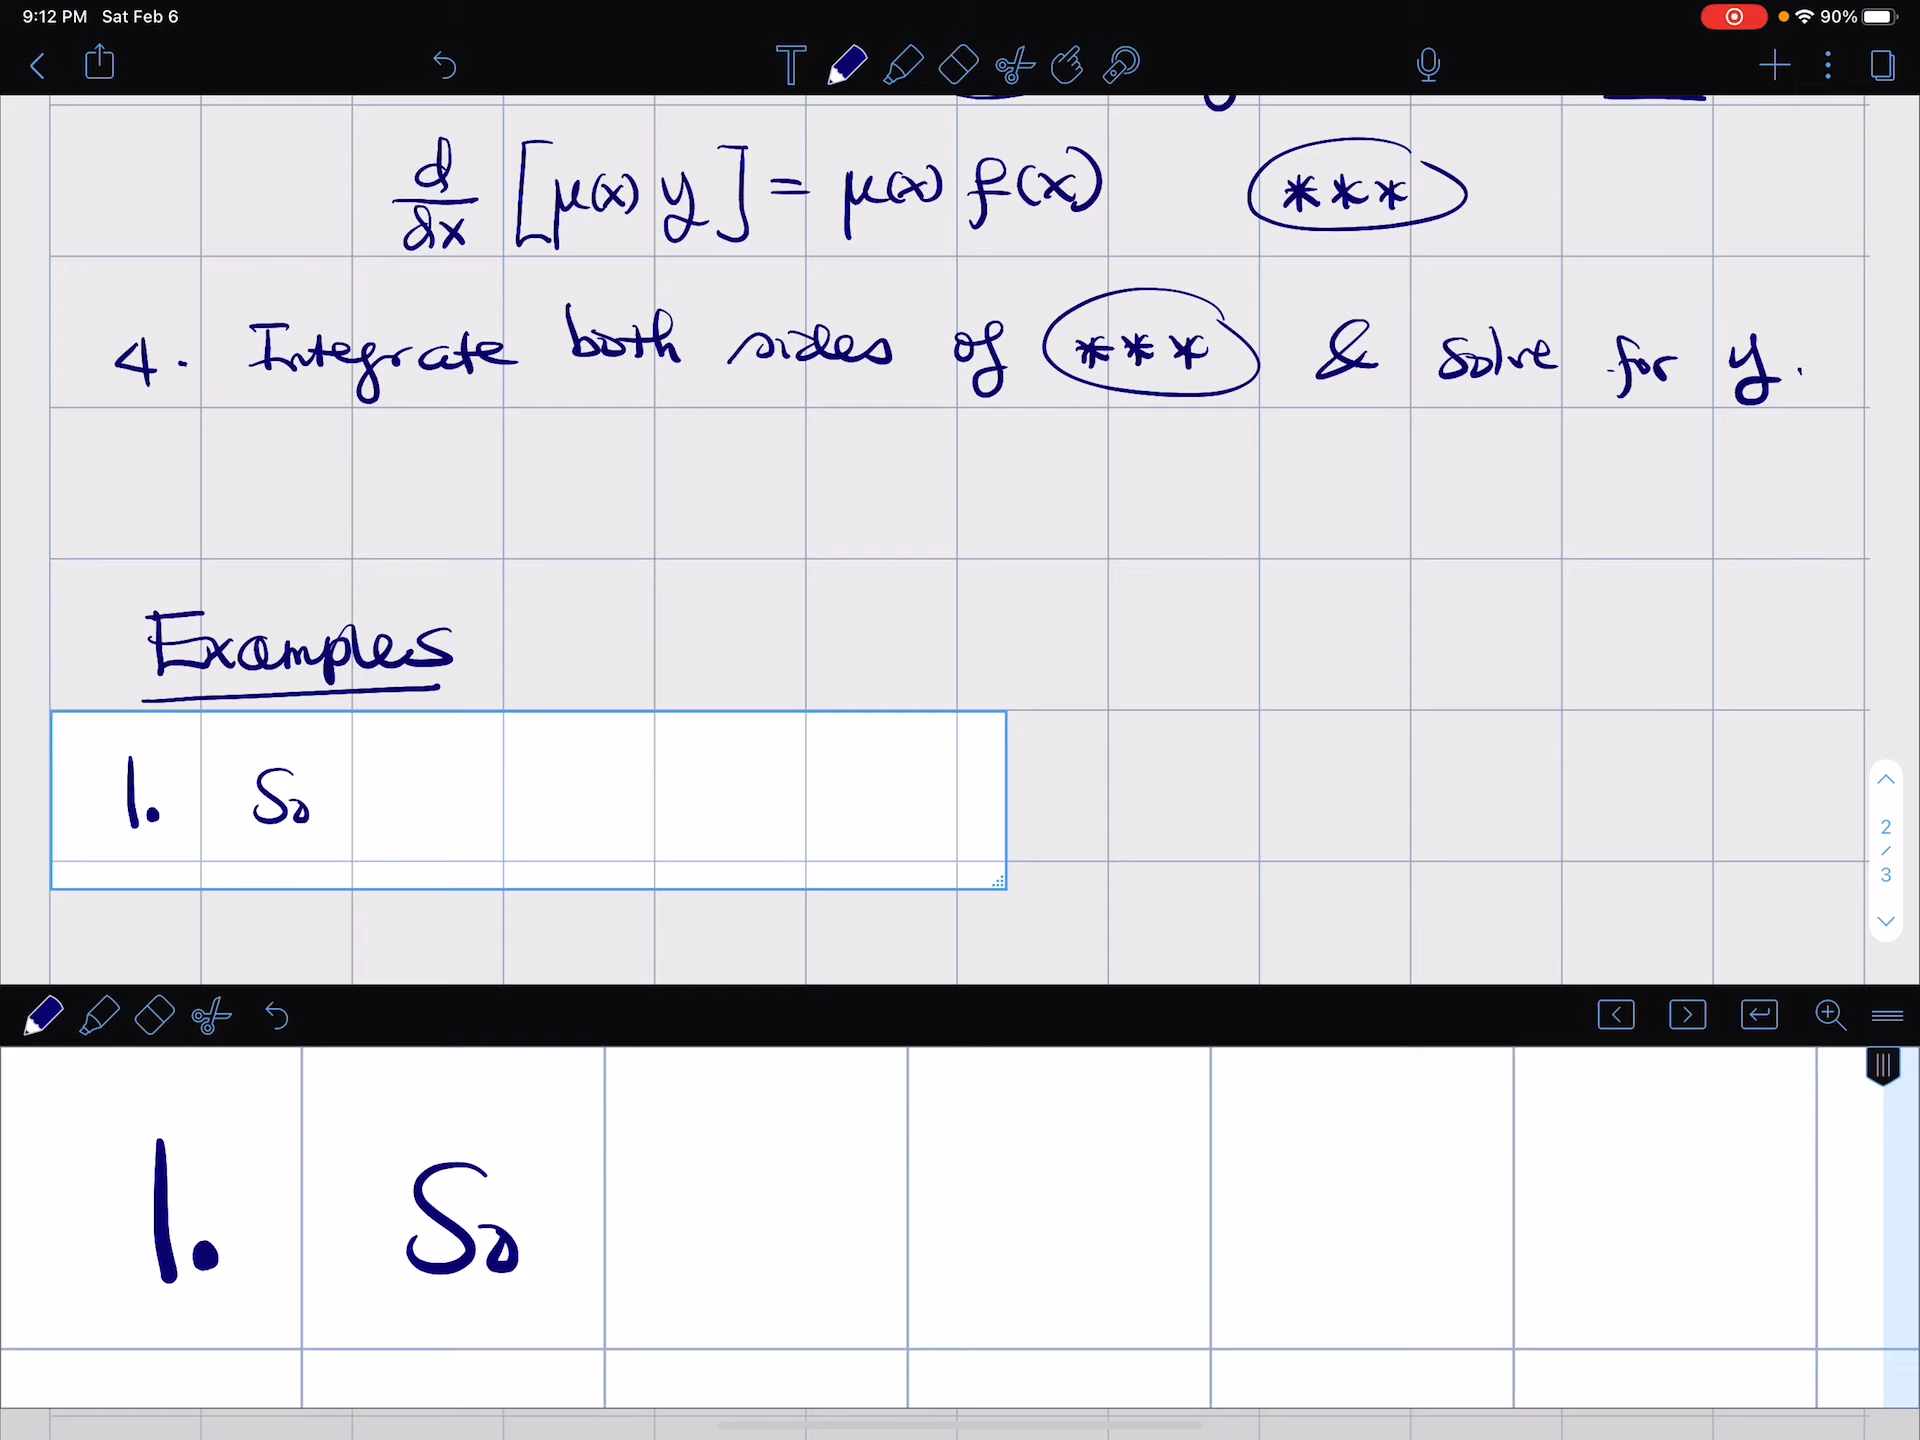 9:12 PM Sat Feb 6
90%
d/dx [μ(x) y] = μ(x) f(x) ***
4. Integrate both sides of *** & solve for y.
Examples
1. So
2
/
3
1. So